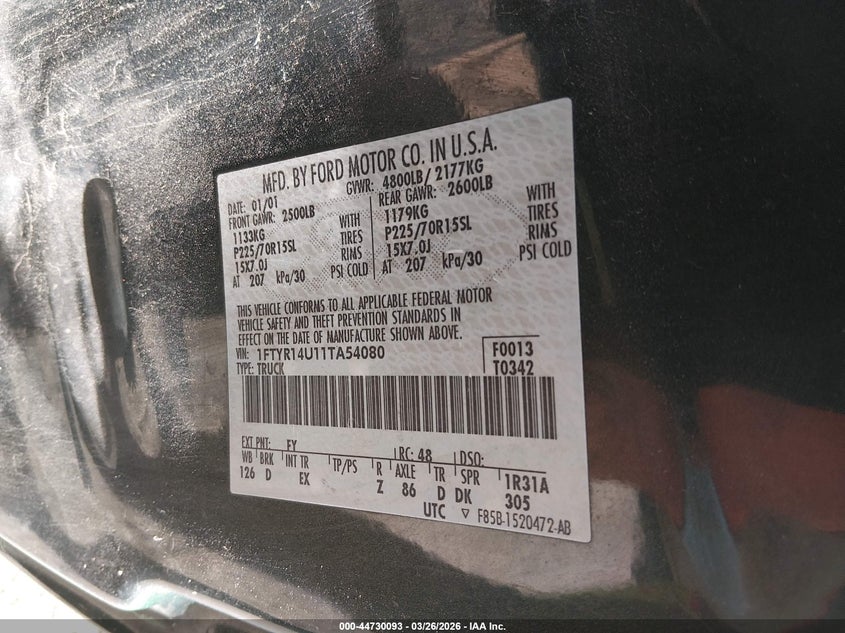 MFD. BY FORD MOTOR CO. IN U.S.A.
DATE: 01/01 GVWR: 4800LB/ 2177KG
FRONT GAWR: 2500LB REAR GAWR: 2600LB
1133KG WITH 1179KG WITH
P225/70R15SL TIRES P225/70R15SL TIRES
15X7.0J RIMS 15X7.0J RIMS
AT 207 kPa/30 PSI COLD AT 207 kPa/30 PSI COLD
THIS VEHICLE CONFORMS TO ALL APPLICABLE FEDERAL MOTOR
VEHICLE SAFETY AND THEFT PREVENTION STANDARDS IN
EFFECT ON THE DATE OF MANUFACTURE SHOWN ABOVE.
VIN: 1FTYR14U11TA54080 F0013
TYPE: TRUCK T0342
EXT PNT: EY RC: 48 DSO:
WB BRK INT TR TP/PS R AXLE TR SPR 1R31A
126 D EX Z 86 D DK 305
UTC ▽ F85B-1520472-AB
000-44730093 - 03/26/2026 - IAA Inc.